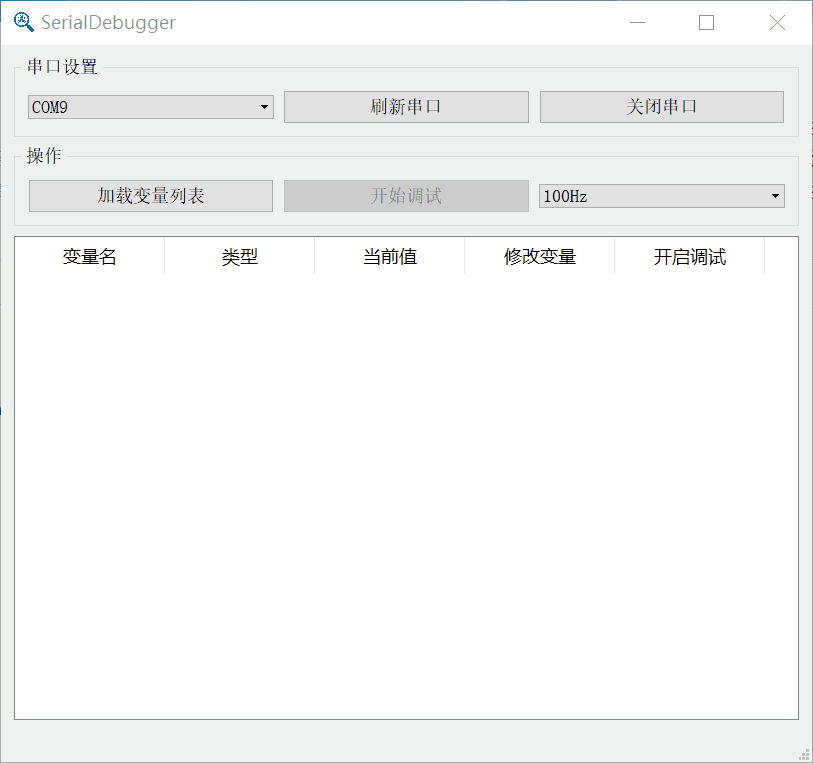 SerialDebugger
串口设置
COM9 刷新串口 关闭串口
操作
加载变量列表 开始调试 100Hz
变量名 类型 当前值 修改变量 开启调试